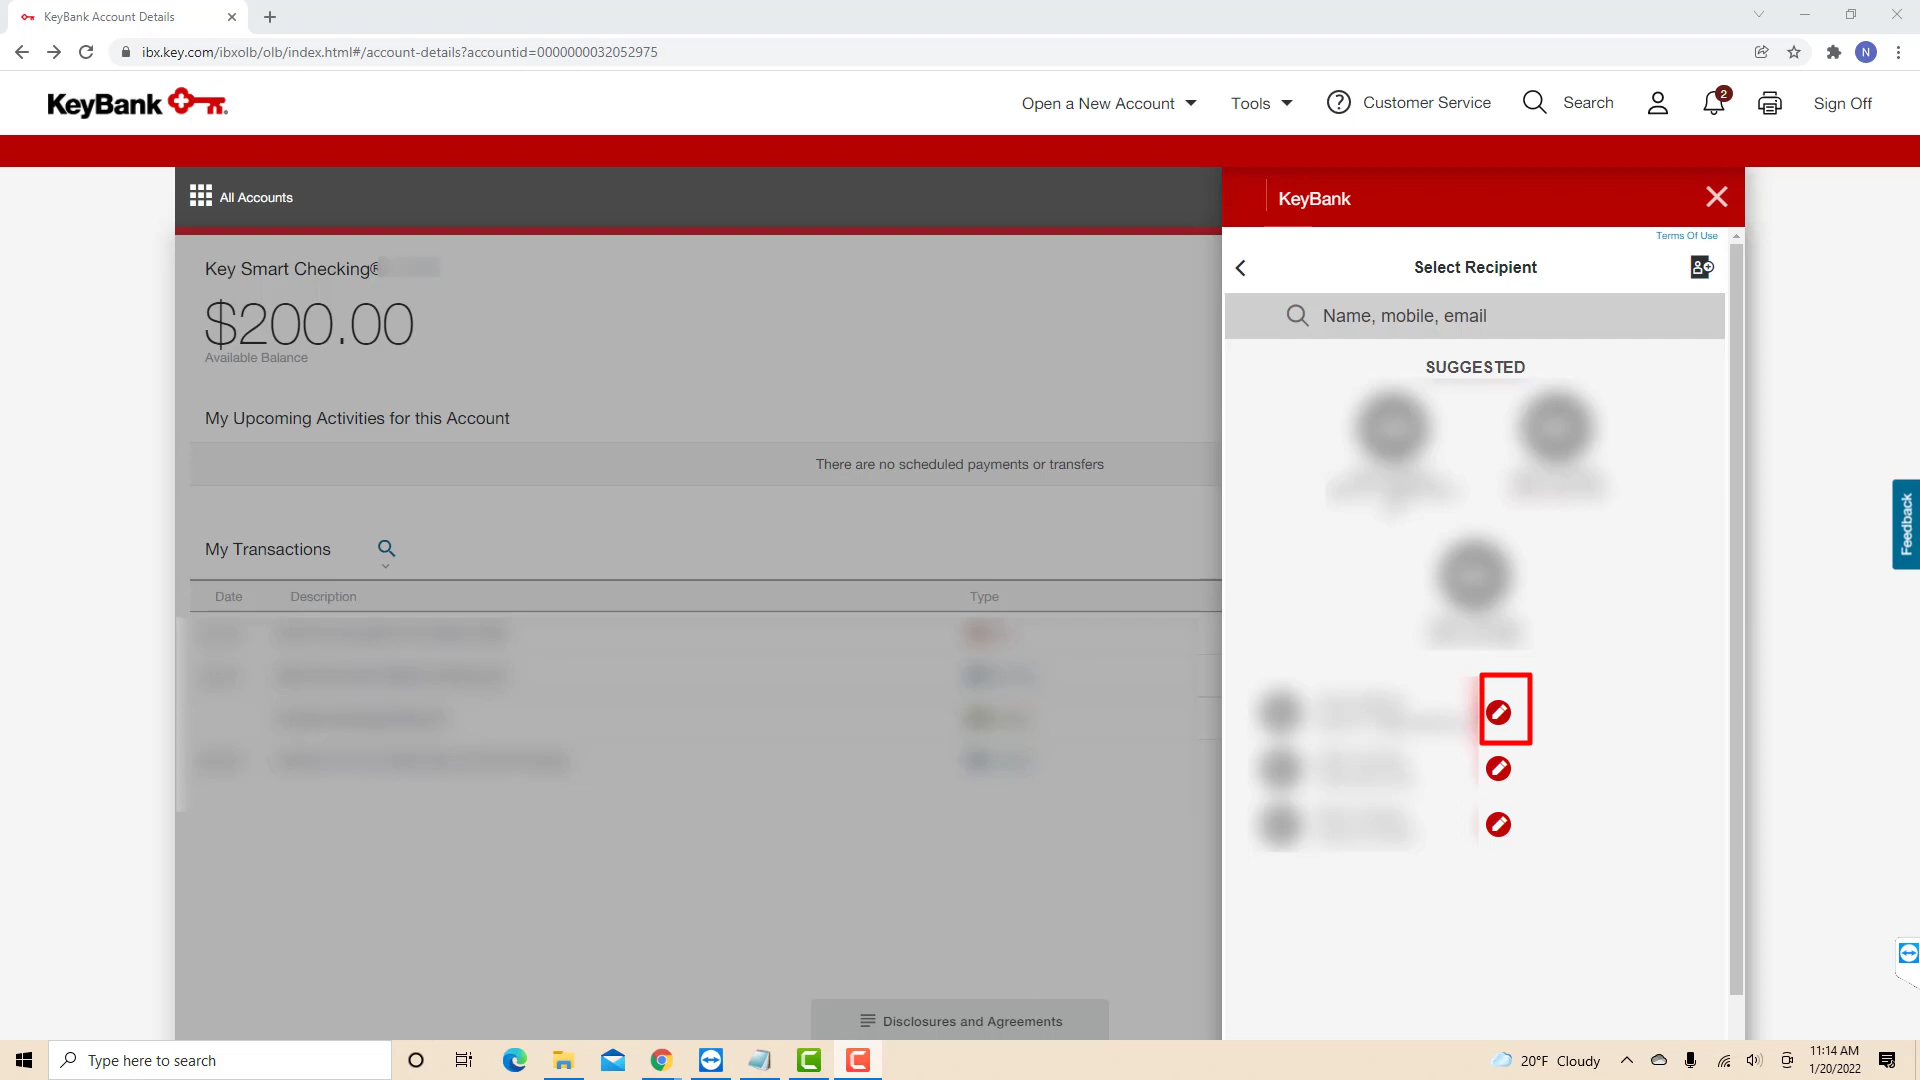 KeyBank Account Details
ibx.key.com/ibxolb/olb/index.html#/account-details?accountid=0000000032052975
N
KeyBank
Open a New Account
Tools
Customer Service
Search
2
Sign Off
All Accounts
KeyBank
Terms Of Use
Key Smart Checking®
Select Recipient
$200.00
Name, mobile, email
Available Balance
SUGGESTED
My Upcoming Activities for this Account
There are no scheduled payments or transfers
Feedback
My Transactions
Date Description Type
Disclosures and Agreements
Type here to search
20°F Cloudy
11:14 AM
1/20/2022